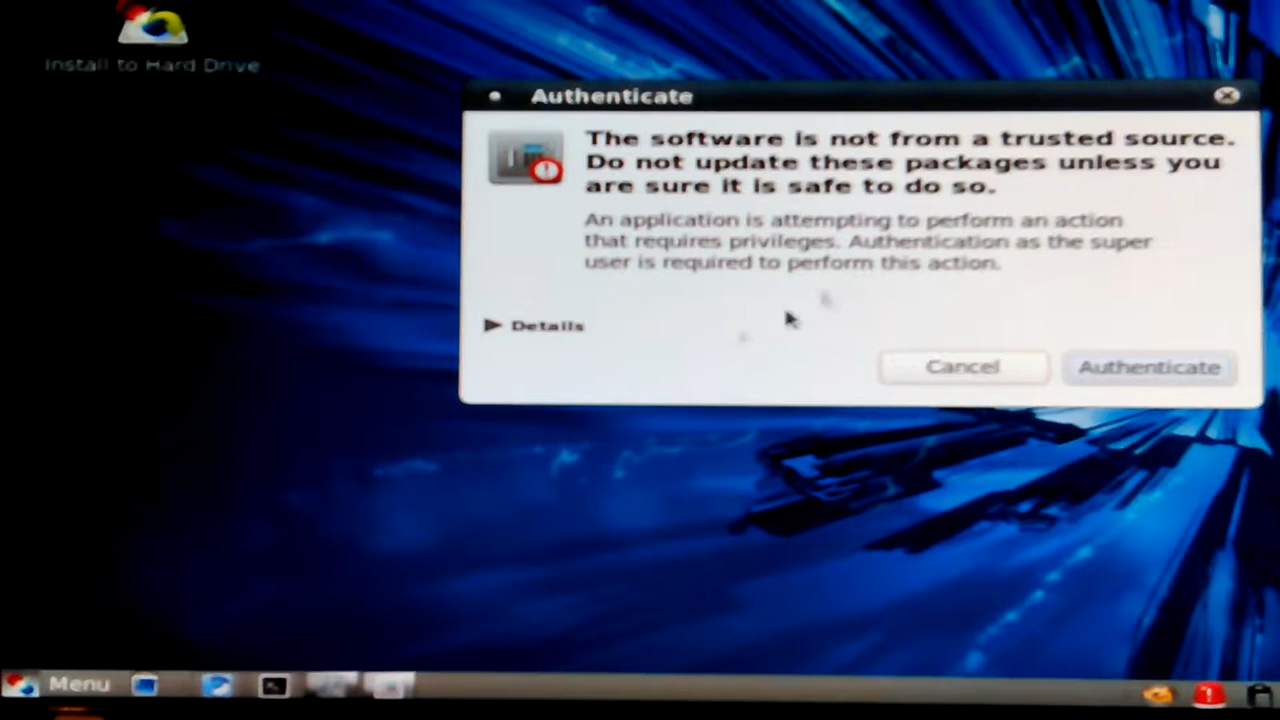 Install to Hard Drive
Authenticate
The software is not from a trusted source.
Do not update these packages unless you
are sure it is safe to do so.
An application is attempting to perform an action
that requires privileges. Authentication as the super
user is required to perform this action.
Details
Cancel
Authenticate
Menu